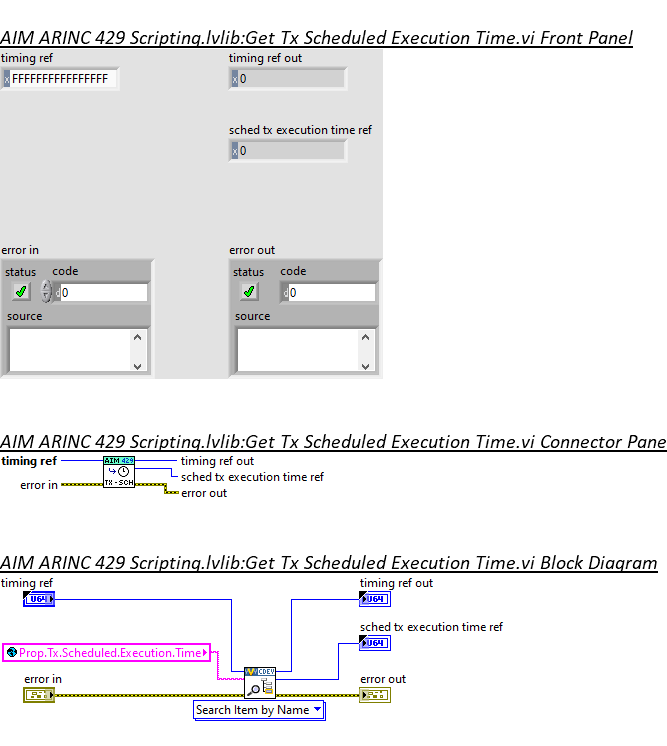 AIM ARINC 429 Scripting.lvlib:Get Tx Scheduled Execution Time.vi Front Panel
timing ref
timing ref out
x FFFFFFFFFFFFFFFF
x 0
sched tx execution time ref
x 0
error in
error out
status code
status code
d 0
d 0
source
source
AIM ARINC 429 Scripting.lvlib:Get Tx Scheduled Execution Time.vi Connector Pane
timing ref
AIM 429
timing ref out
sched tx execution time ref
error in
TX-SCH
error out
AIM ARINC 429 Scripting.lvlib:Get Tx Scheduled Execution Time.vi Block Diagram
timing ref
timing ref out
U64
U64
sched tx execution time ref
U64
Prop.Tx.Scheduled.Execution.Time
error in
CDEV
error out
Search Item by Name